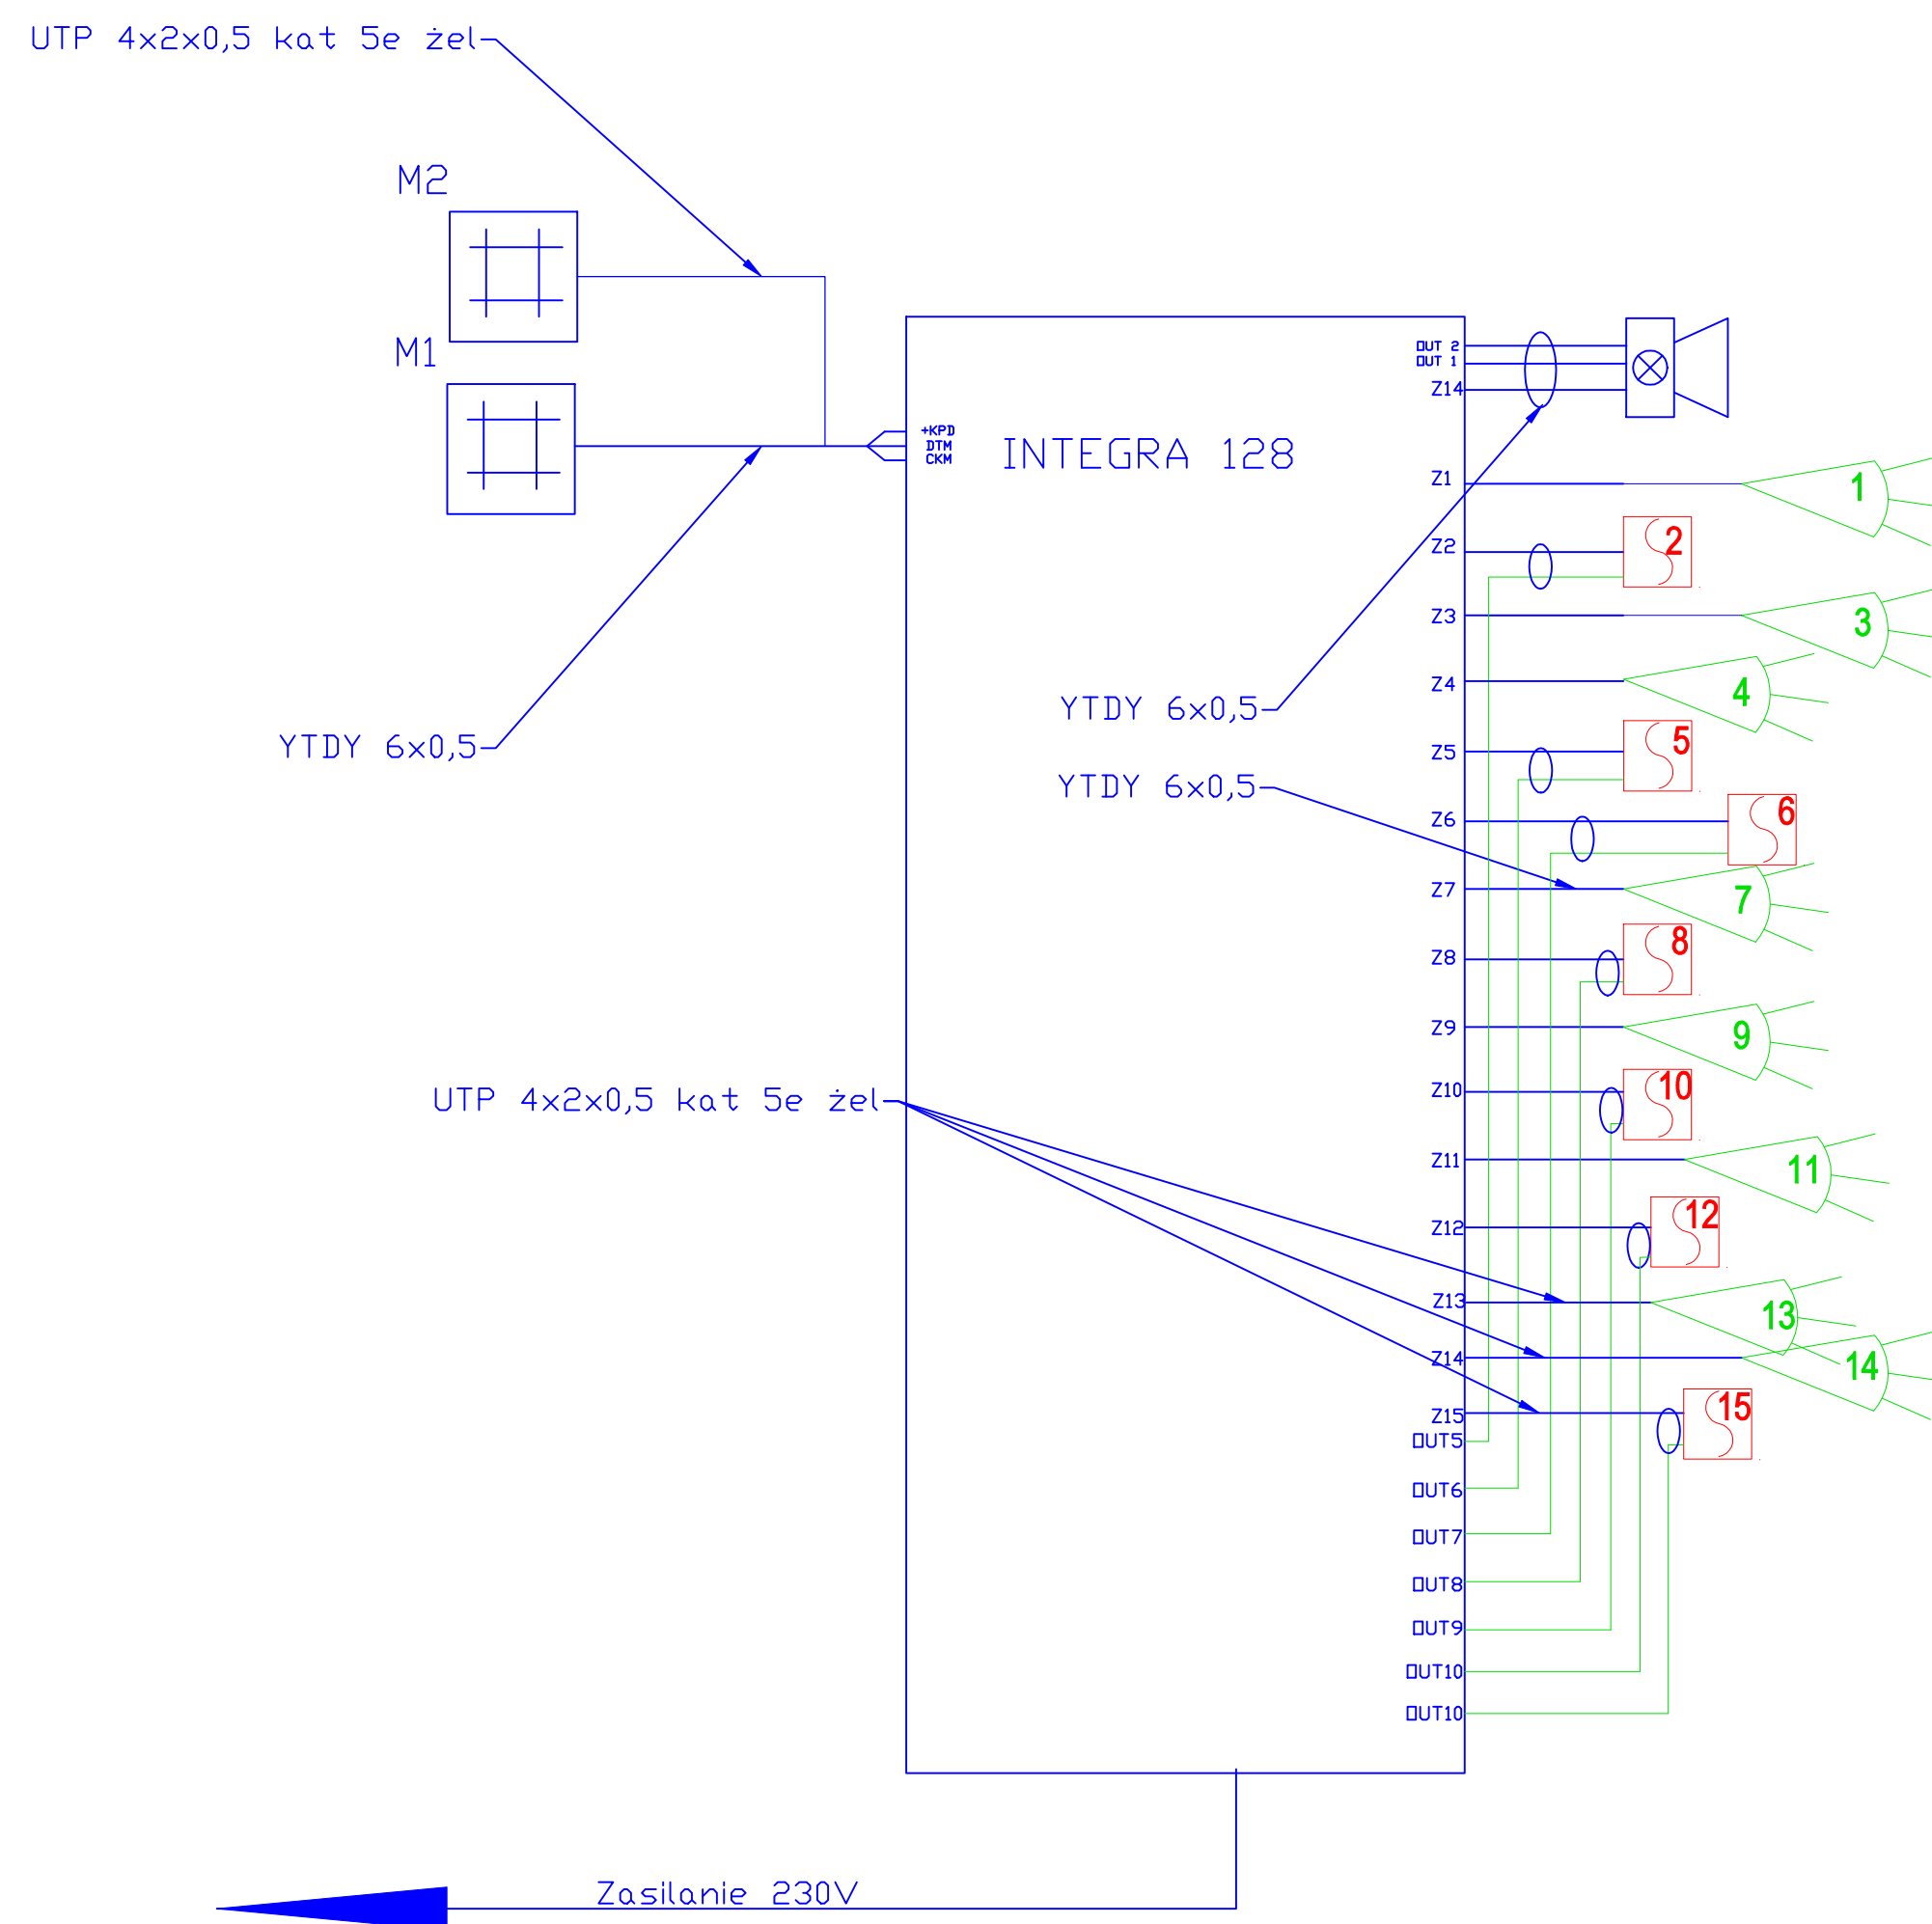 UTP 4x2x0,5 kat 5e żel
M2
M1
OUT 2
OUT 1
Z14
+KPD
DTM
CKM
INTEGRA 128
Z1
1
Z2
2
Z3
3
Z4
4
YTDY 6x0,5
YTDY 6x0,5
Z5
5
YTDY 6x0,5
Z6
6
Z7
7
Z8
8
Z9
9
UTP 4x2x0,5 kat 5e żel
Z10
10
Z11
11
Z12
12
Z13
13
Z14
14
Z15
15
OUT5
OUT6
OUT7
OUT8
OUT9
OUT10
OUT10
Zasilanie 230V